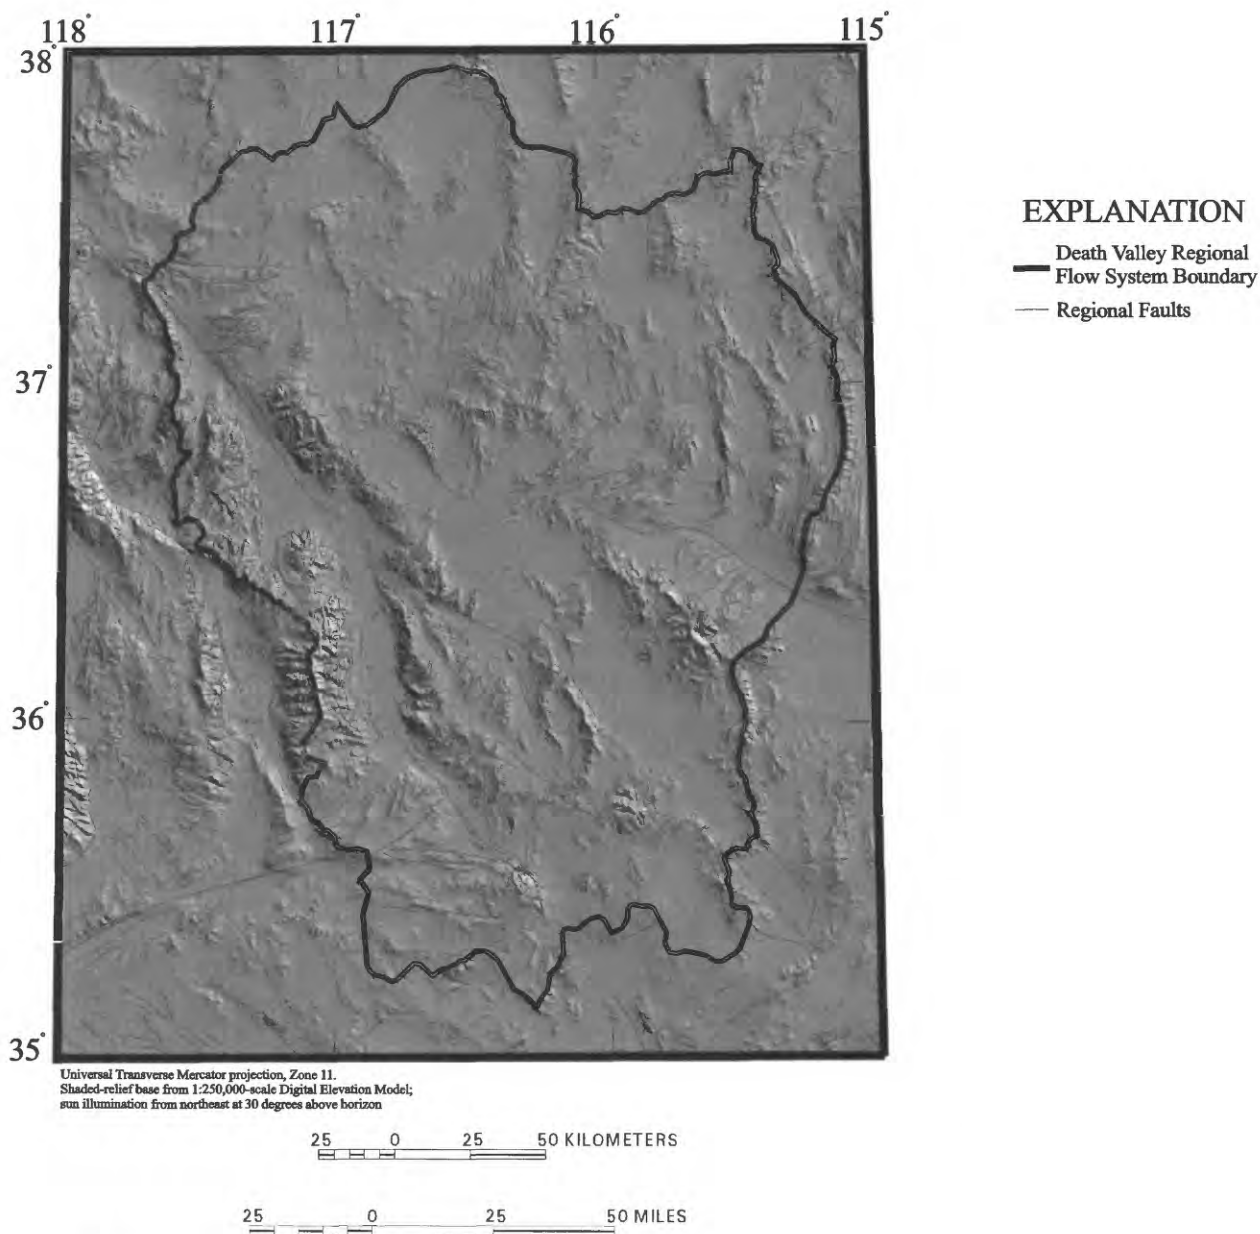 118° 117° 116° 115°
38°
EXPLANATION
Death Valley Regional
Flow System Boundary
Regional Faults
37°
36°
35°
Universal Transverse Mercator projection, Zone 11.
Shaded-relief base from 1:250,000-scale Digital Elevation Model;
sun illumination from northeast at 30 degrees above horizon
25 0 25 50 KILOMETERS
25 0 25 50 MILES